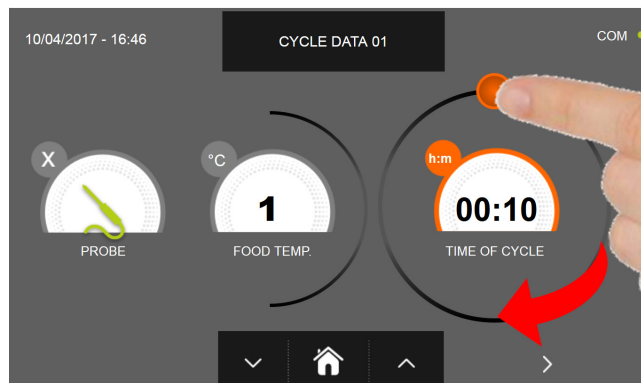 10/04/2017 - 16:46
CYCLE DATA 01
COM
X
PROBE
°C
1
FOOD TEMP.
h:m
00:10
TIME OF CYCLE